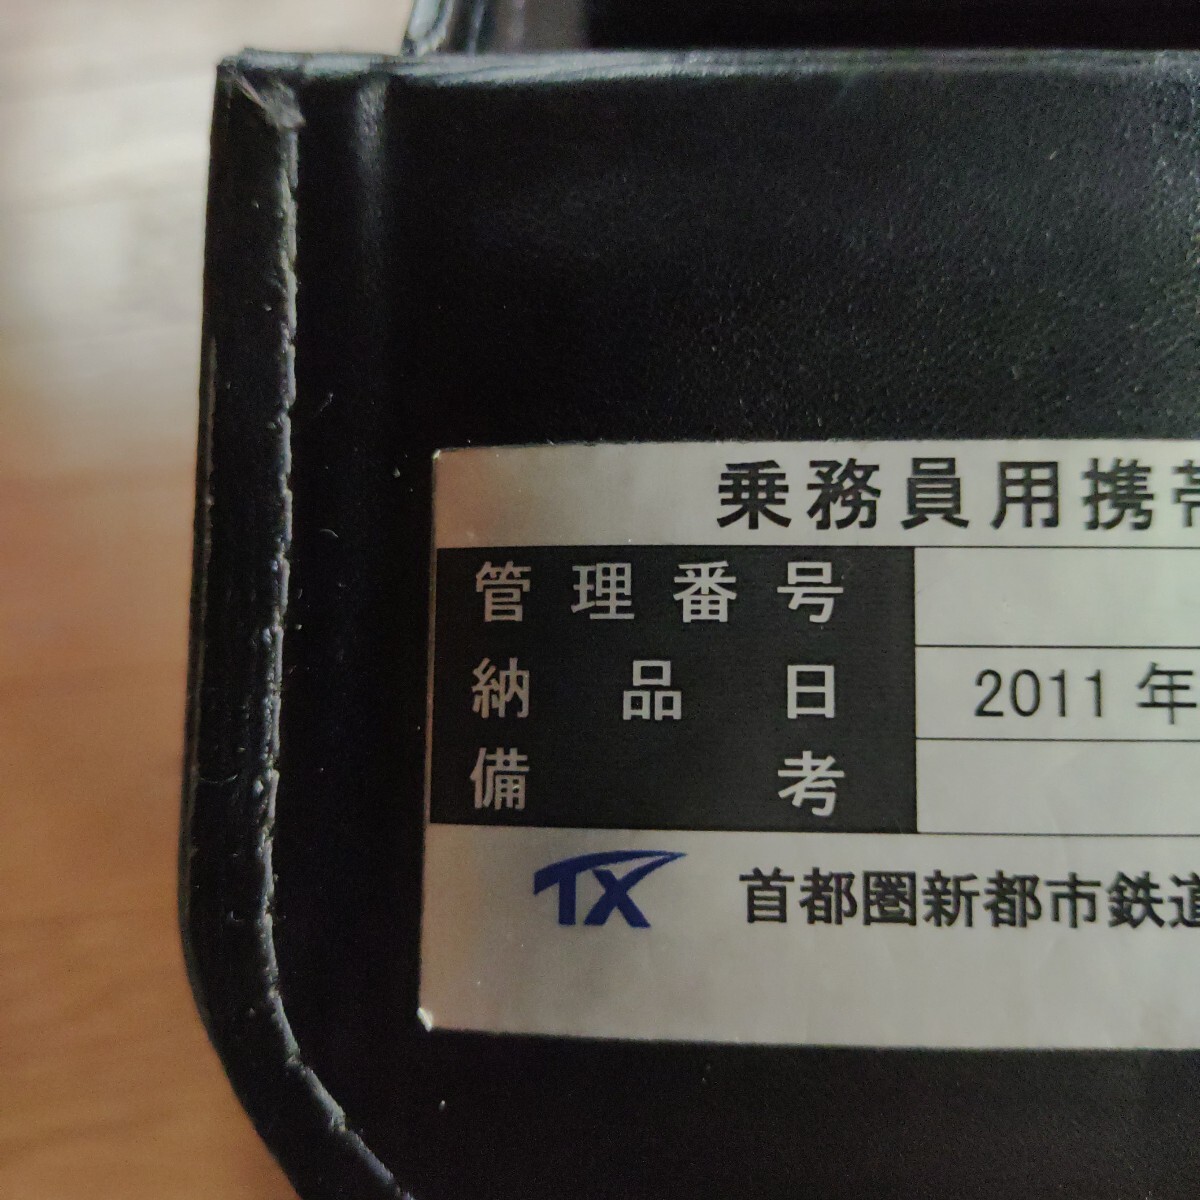 乗務員用携帯
管理番号
納品日 2011年
備考
TX 首都圏新都市鉄道